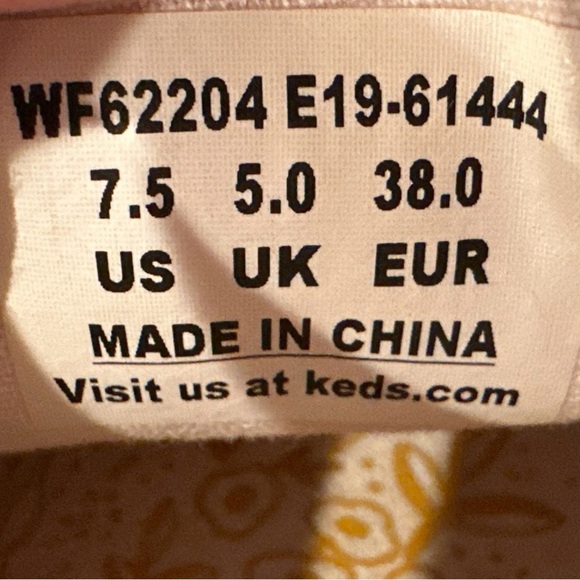 WF62204 E19-61444
7.5 5.0 38.0
US UK EUR
MADE IN CHINA
Visit us at keds.com